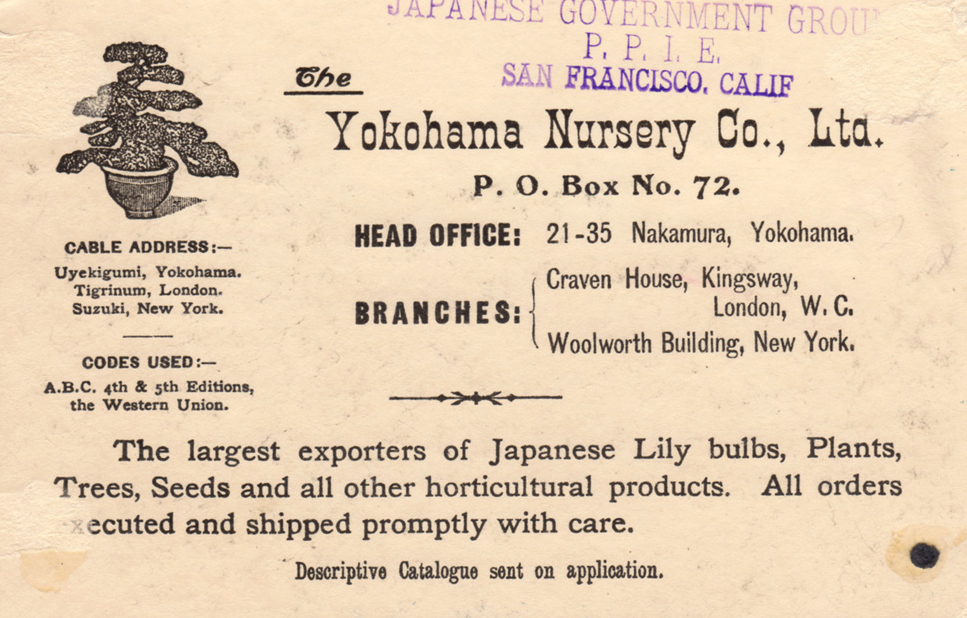 JAPANESE GOVERNMENT
P. P. I. E.
SAN FRANCISCO. CALIF
The
Yokohama Nursery Co., Ltd.
P. O. Box No. 72.
HEAD OFFICE: 21-35 Nakamura, Yokohama.
BRANCHES:
Craven House, Kingsway,
London, W. C.
Woolworth Building, New York.
CABLE ADDRESS:—
Uyekigumi, Yokohama.
Tigrinum, London.
Suzuki, New York.
CODES USED:—
A.B.C. 4th & 5th Editions,
the Western Union.
The largest exporters of Japanese Lily bulbs, Plants,
Trees, Seeds and all other horticultural products. All orders
executed and shipped promptly with care.
Descriptive Catalogue sent on application.